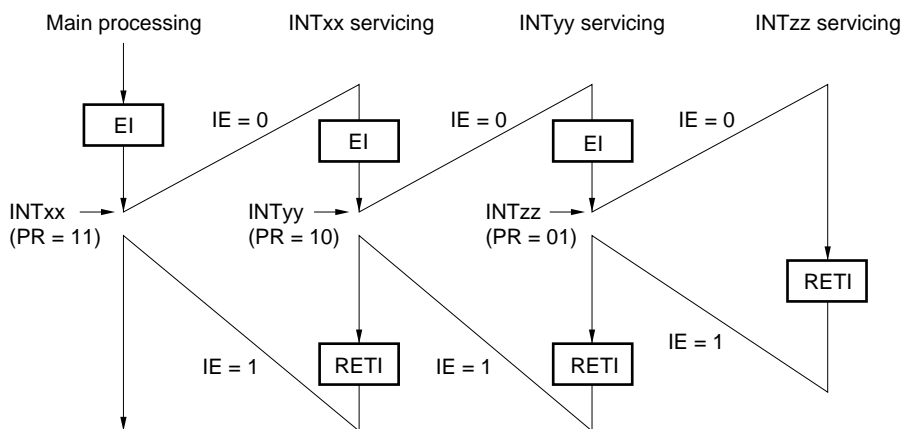 Main processing INTxx servicing INTyy servicing INTzz servicing
EI IE = 0 EI IE = 0 EI IE = 0
INTxx INTyy INTzz
(PR = 11) (PR = 10) (PR = 01)
RETI
IE = 1 RETI IE = 1 RETI IE = 1